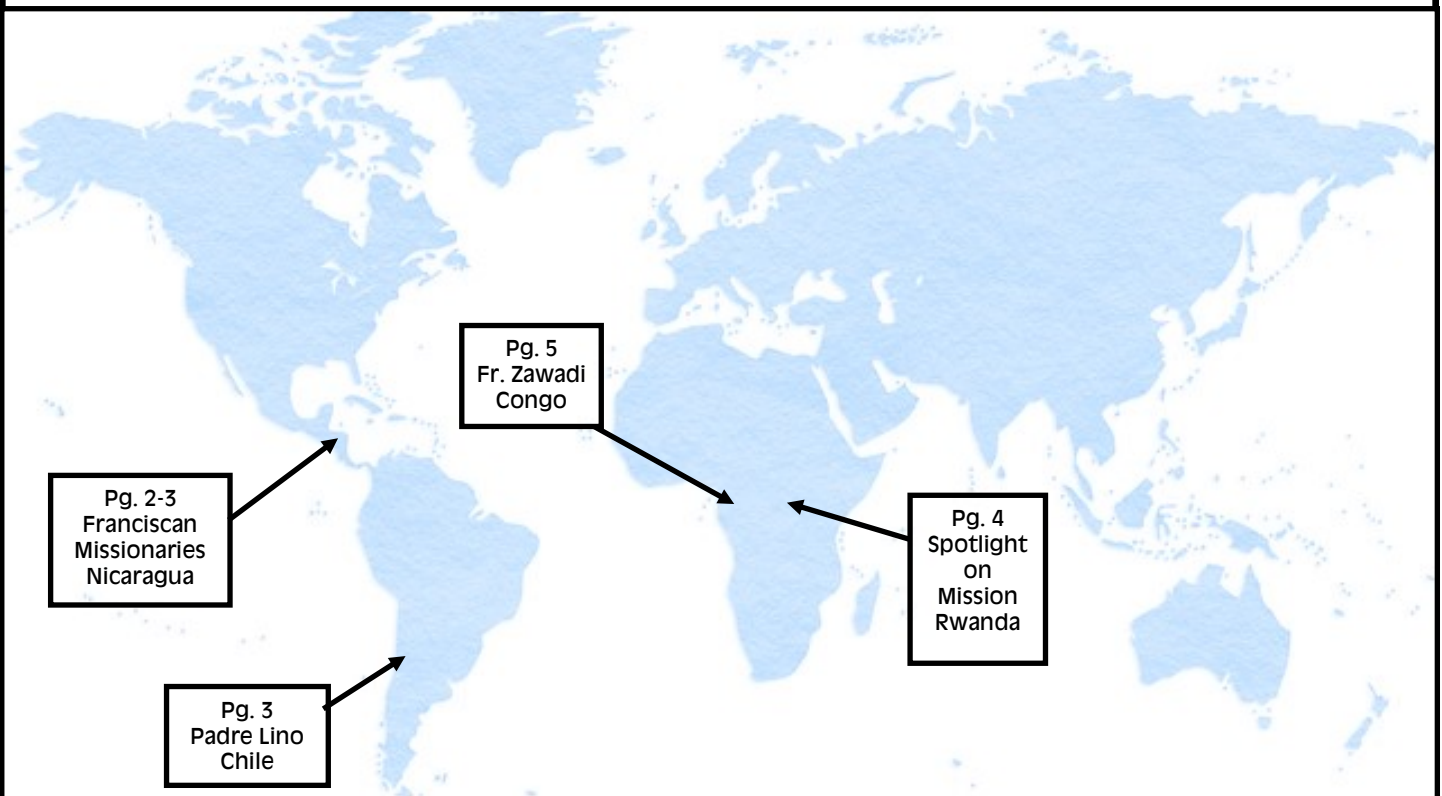 Pg. 5
Fr. Zawadi
Congo
Pg. 2-3
Franciscan
Missionaries
Nicaragua
Pg. 4
Spotlight
on
Mission
Rwanda
Pg. 3
Padre Lino
Chile